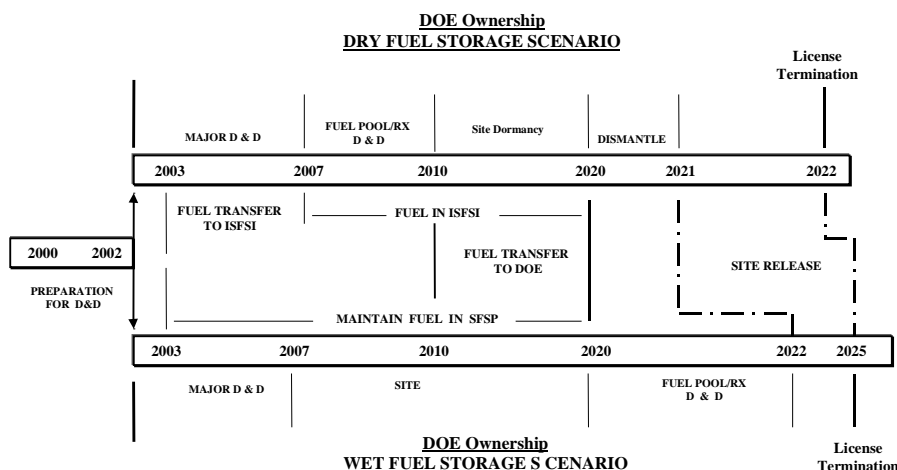 DOE Ownership
DRY FUEL STORAGE SCENARIO
License
Termination
MAJOR D & D
FUEL POOL/RX
D & D
Site Dormancy
DISMANTLE
2003 2007 2010 2020 2021 2022
FUEL TRANSFER
TO ISFSI
FUEL IN ISFSI
2000 2002
FUEL TRANSFER
TO DOE
SITE RELEASE
PREPARATION
FOR D&D
MAINTAIN FUEL IN SFSP
2003 2007 2010 2020 2022 2025
MAJOR D & D
SITE
FUEL POOL/RX
D & D
DOE Ownership
WET FUEL STORAGE S CENARIO
License
Termination